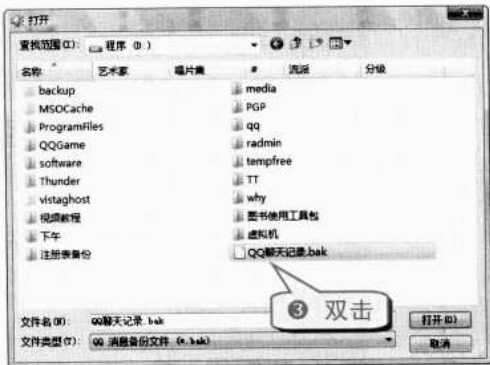 打开
查找范围(I): 程序 (D:)
名称 艺术家 唱片集 # 流派 分级
backup
MSOCache
ProgramFiles
QQGame
software
Thunder
vistaghost
视频教程
下午
注册表备份
media
PGP
qq
radmin
tempfree
TT
why
图书使用工具包
虚拟机
QQ聊天记录.bak
❸ 双击
文件名(N): QQ聊天记录.bak 打开(O)
文件类型(T): QQ 消息备份文件 (*.bak) 取消